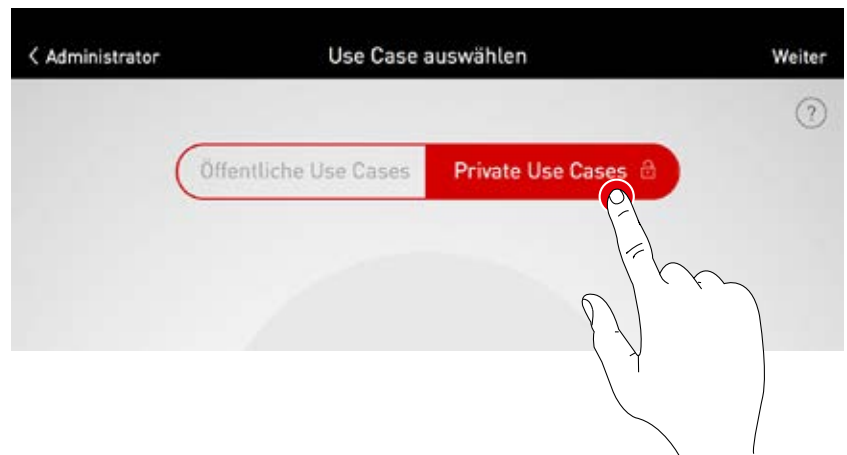 < Administrator Use Case auswählen Weiter
?
Öffentliche Use Cases Private Use Cases